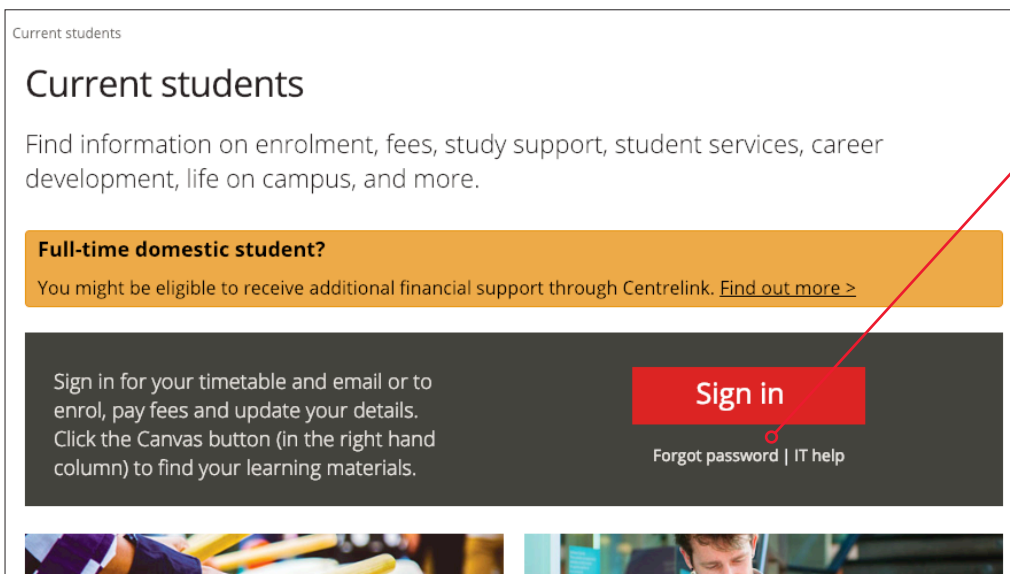 Current students
Current students
Find information on enrolment, fees, study support, student services, career
development, life on campus, and more.
Full-time domestic student?
You might be eligible to receive additional financial support through Centrelink. Find out more >
Sign in for your timetable and email or to
enrol, pay fees and update your details.
Click the Canvas button (in the right hand
column) to find your learning materials.
Sign in
Forgot password | IT help